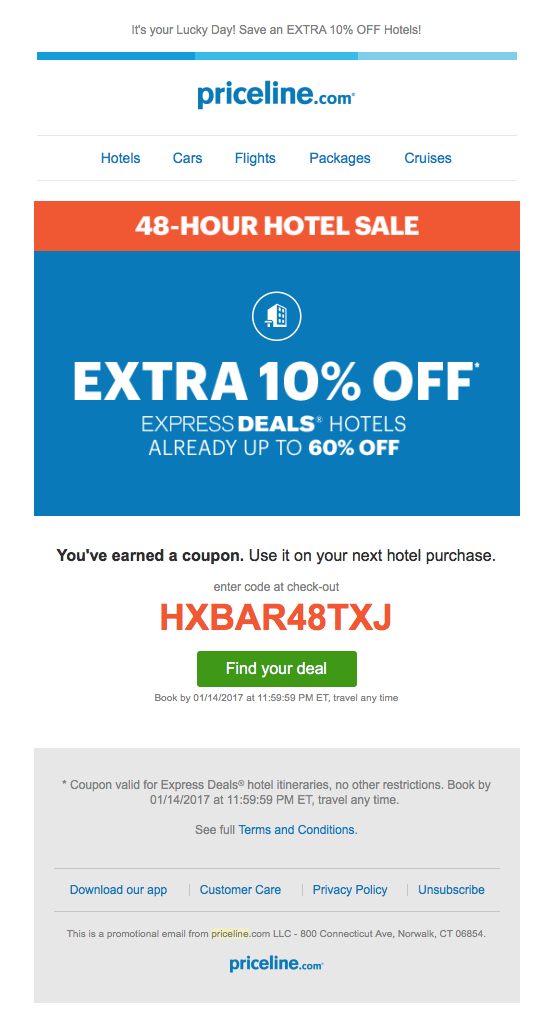 It's your Lucky Day! Save an EXTRA 10% OFF Hotels!
priceline.com®
Hotels Cars Flights Packages Cruises
48-HOUR HOTEL SALE
EXTRA 10% OFF*
EXPRESS DEALS® HOTELS
ALREADY UP TO 60% OFF
You've earned a coupon. Use it on your next hotel purchase.
enter code at check-out
HXBAR48TXJ
Find your deal
Book by 01/14/2017 at 11:59:59 PM ET, travel any time
* Coupon valid for Express Deals® hotel itineraries, no other restrictions. Book by
01/14/2017 at 11:59:59 PM ET, travel any time.
See full Terms and Conditions.
Download our app | Customer Care | Privacy Policy | Unsubscribe
This is a promotional email from priceline.com LLC - 800 Connecticut Ave, Norwalk, CT 06854.
priceline.com®